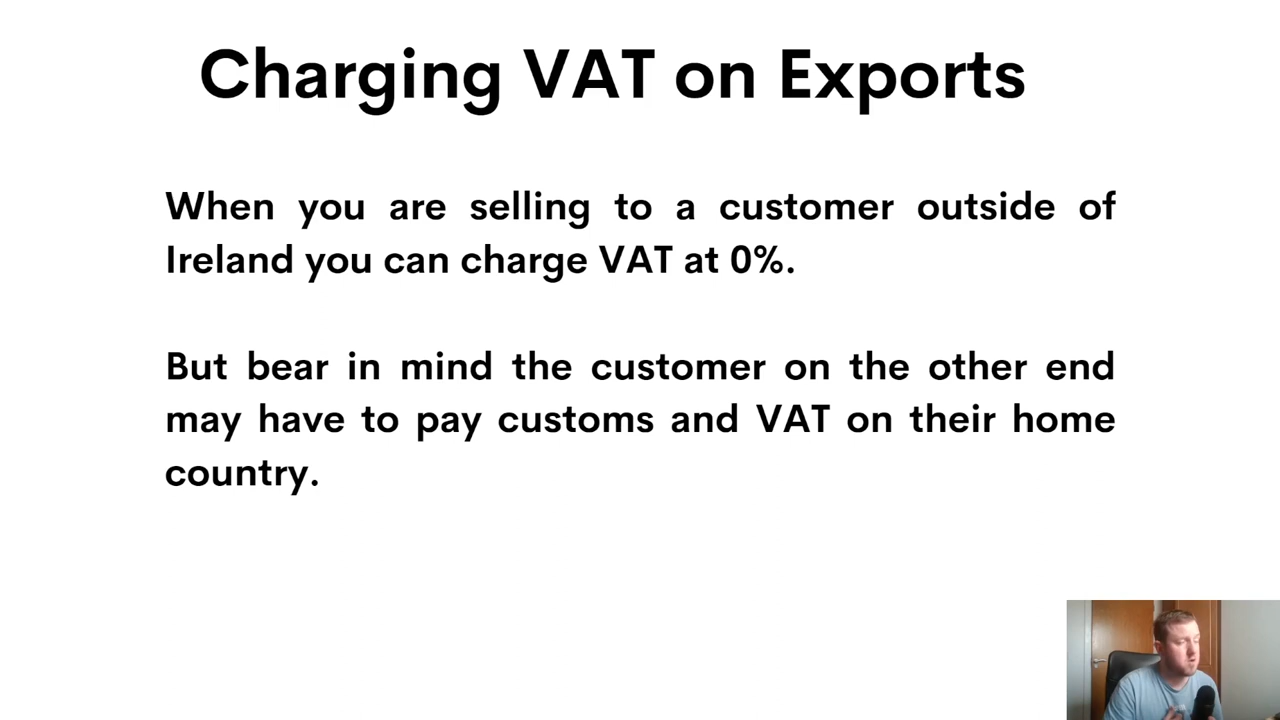 Charging VAT on Exports
When you are selling to a customer outside of
Ireland you can charge VAT at 0%.
But bear in mind the customer on the other end
may have to pay customs and VAT on their home
country.